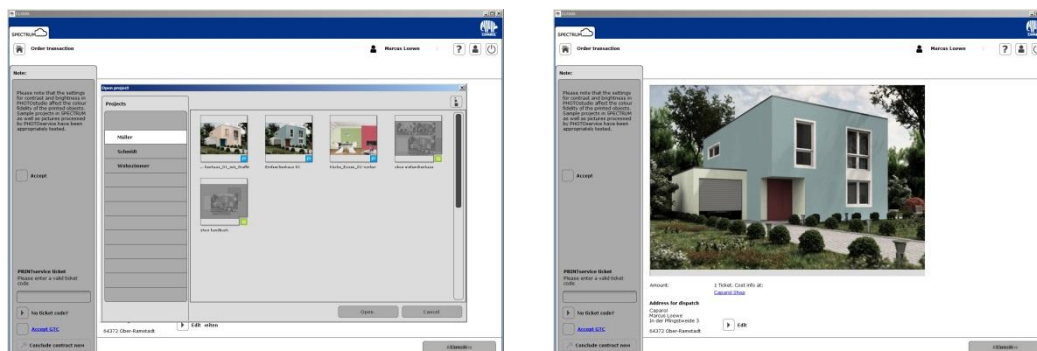 SPECTRUM
Order transaction
Marcus Loewe
?
Note:
Please note that the settings
for contrast and brightness in
PHOTOstudio affect the colour
fidelity of the printed objects.
Sample projects in SPECTRUM
as well as pictures processed
by PHOTOservice have been
appropriately tested.
Accept
PRINTservice ticket
Please enter a valid ticket
code
No ticket code?
Accept GTC
Conclude contract now
Open project
Projects
Müller
Schmidt
Wohnzimmer
Open
Cancel
64372 Ober-Ramstadt
Edit
SPECTRUM
Order transaction
Marcus Loewe
?
Note:
Please note that the settings
for contrast and brightness in
PHOTOstudio affect the colour
fidelity of the printed objects.
Sample projects in SPECTRUM
as well as pictures processed
by PHOTOservice have been
appropriately tested.
Accept
PRINTservice ticket
Please enter a valid ticket
code
No ticket code?
Accept GTC
Conclude contract now
Amount:
1 Ticket. Cost info at:
Caparol Shop
Address for dispatch
Caparol
Marcus Loewe
64372 Ober-Ramstadt
Edit